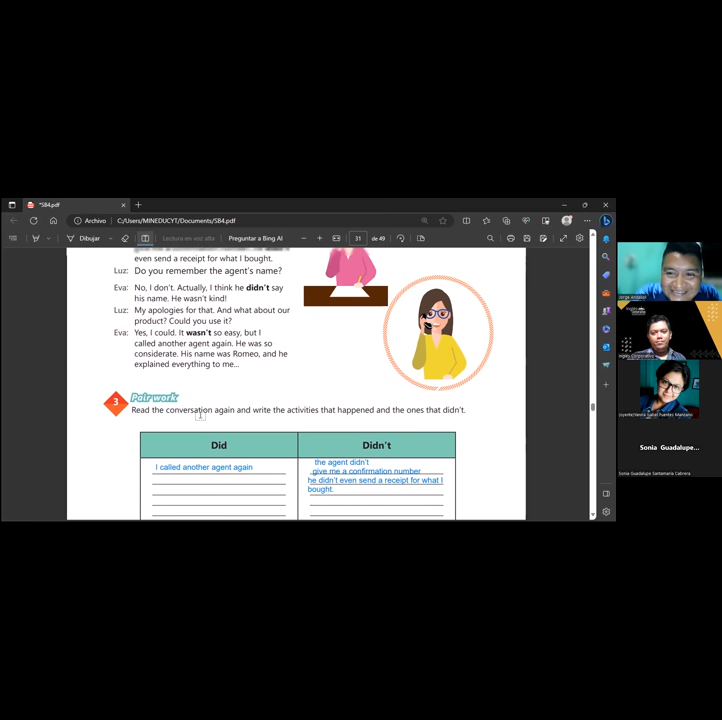 *SB4.pdf
Archivo
C:/Users/MINEDUCYT/Documents/SB4.pdf
Dibujar
Lectura en voz alta
Preguntar a Bing AI
31
de 49
even send a receipt for what I bought.
Luz: Do you remember the agent's name?
Eva: No, I don't. Actually, I think he didn't say
his name. He wasn't kind!
Luz: My apologies for that. And what about our
product? Could you use it?
Eva: Yes, I could. It wasn't so easy, but I
called another agent again. He was so
considerate. His name was Romeo, and he
explained everything to me...
3
Pair work
Read the conversation again and write the activities that happened and the ones that didn't.
Did
Didn't
I called another agent again
the agent didn't
give me a confirmation number
he didn't even send a receipt for what I
bought.
Sonia Guadalupe...
Sonia Guadalupe Santamaria Cabrera